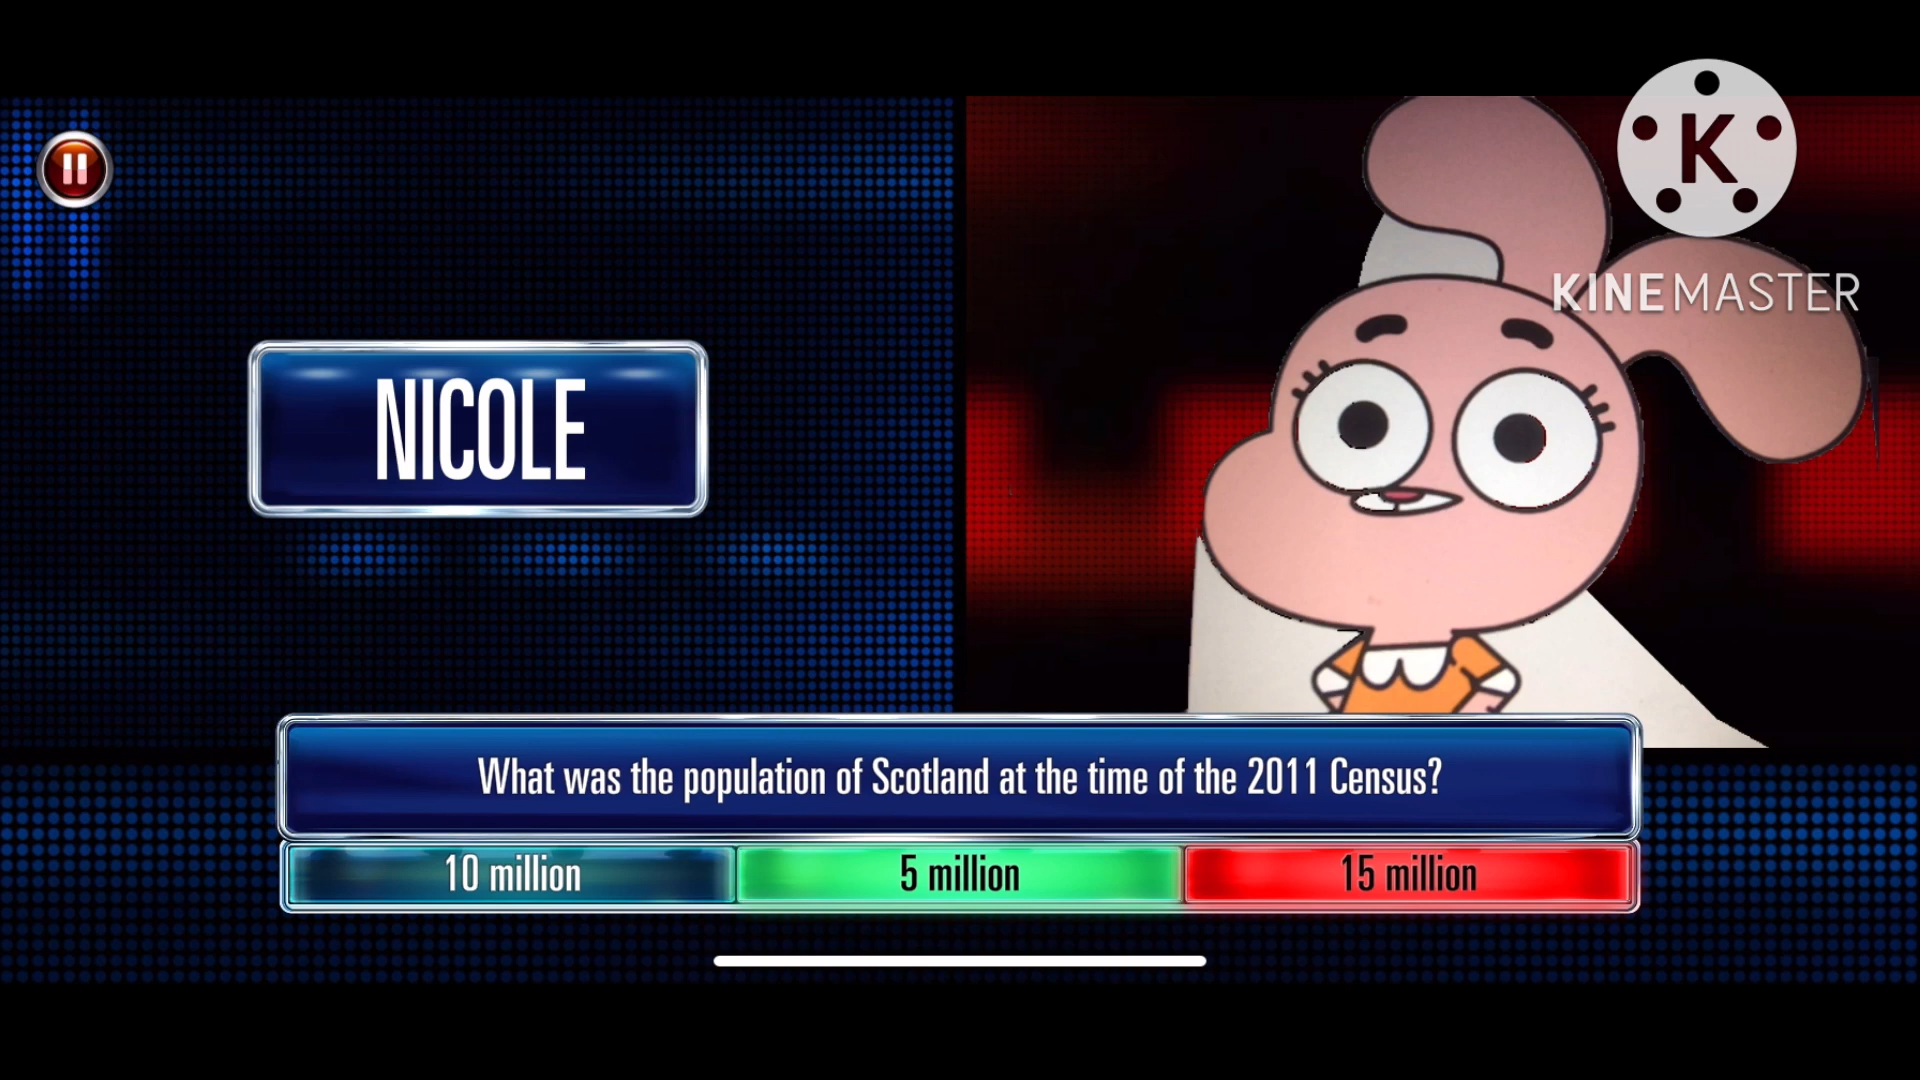 K
KINEMASTER
NICOLE
What was the population of Scotland at the time of the 2011 Census?
10 million
5 million
15 million